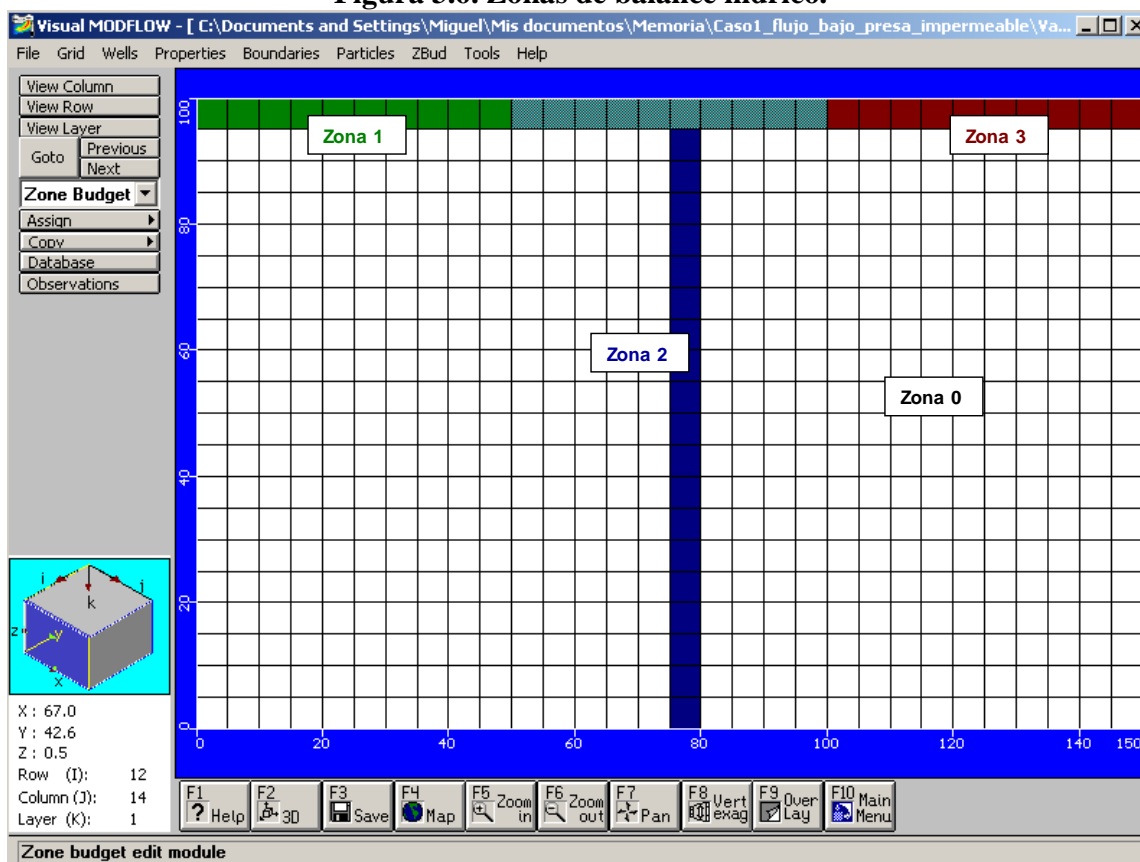 Figura 5.6. Zonas de balance hídrico.
Visual MODFLOW - [ C:\Documents and Settings\Miguel\Mis documentos\Memoria\Caso1_flujo_bajo_presa_impermeable\Va...
File Grid Wells Properties Boundaries Particles ZBud Tools Help
View Column
View Row
View Layer
Goto Previous
Next
Zone Budget
Assign
Copy
Database
Observations
100
80
60
40
20
0
Zona 1
Zona 3
Zona 2
Zona 0
0 20 40 60 80 100 120 140 150
i j
k
Z
y
x
X : 67.0
Y : 42.6
Z : 0.5
Row (I): 12
Column (J): 14
Layer (K): 1
F1 ? Help
F2 3D
F3 Save
F4 Map
F5 Zoom in
F6 Zoom out
F7 Pan
F8 Vert exag
F9 Over Lay
F10 Main Menu
Zone budget edit module